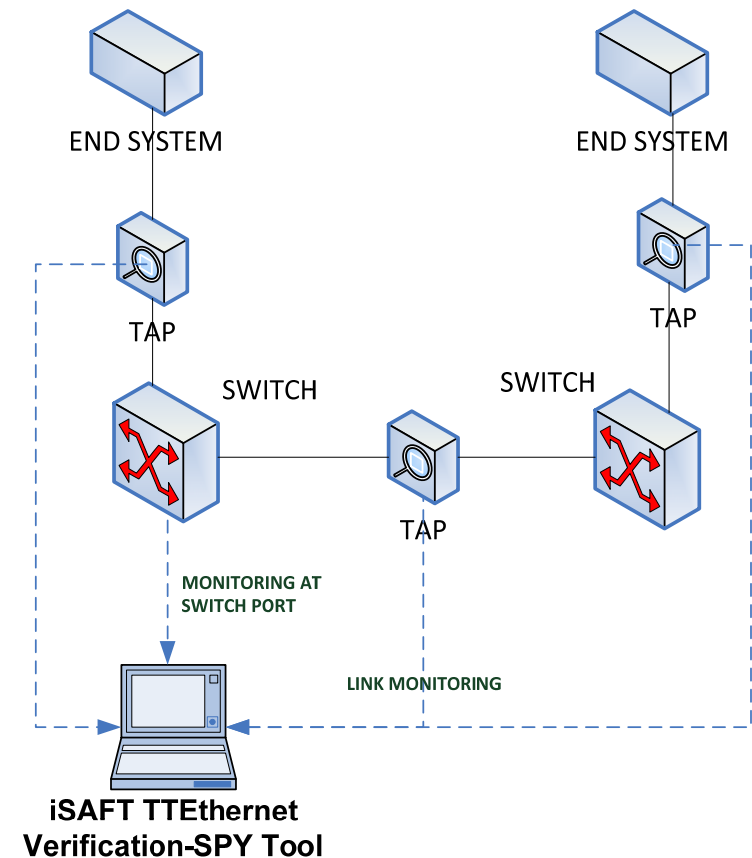 END SYSTEM
END SYSTEM
TAP
TAP
SWITCH
SWITCH
TAP
MONITORING AT
SWITCH PORT
LINK MONITORING
iSAFT TTEthernet
Verification-SPY Tool